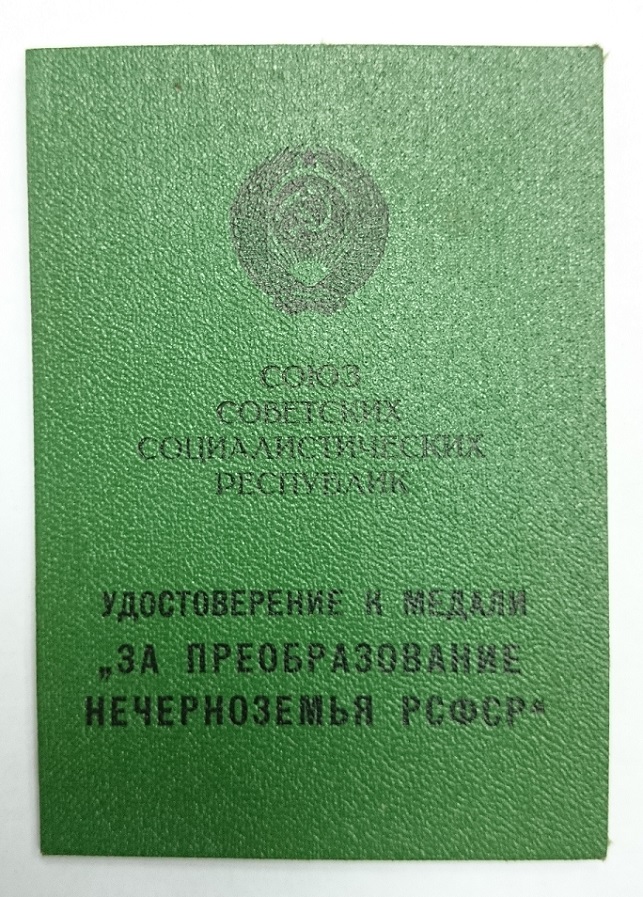 СОЮЗ
СОВЕТСКИХ
СОЦИАЛИСТИЧЕСКИХ
РЕСПУБЛИК
УДОСТОВЕРЕНИЕ К МЕДАЛИ
„ЗА ПРЕОБРАЗОВАНИЕ
НЕЧЕРНОЗЕМЬЯ РСФСР“